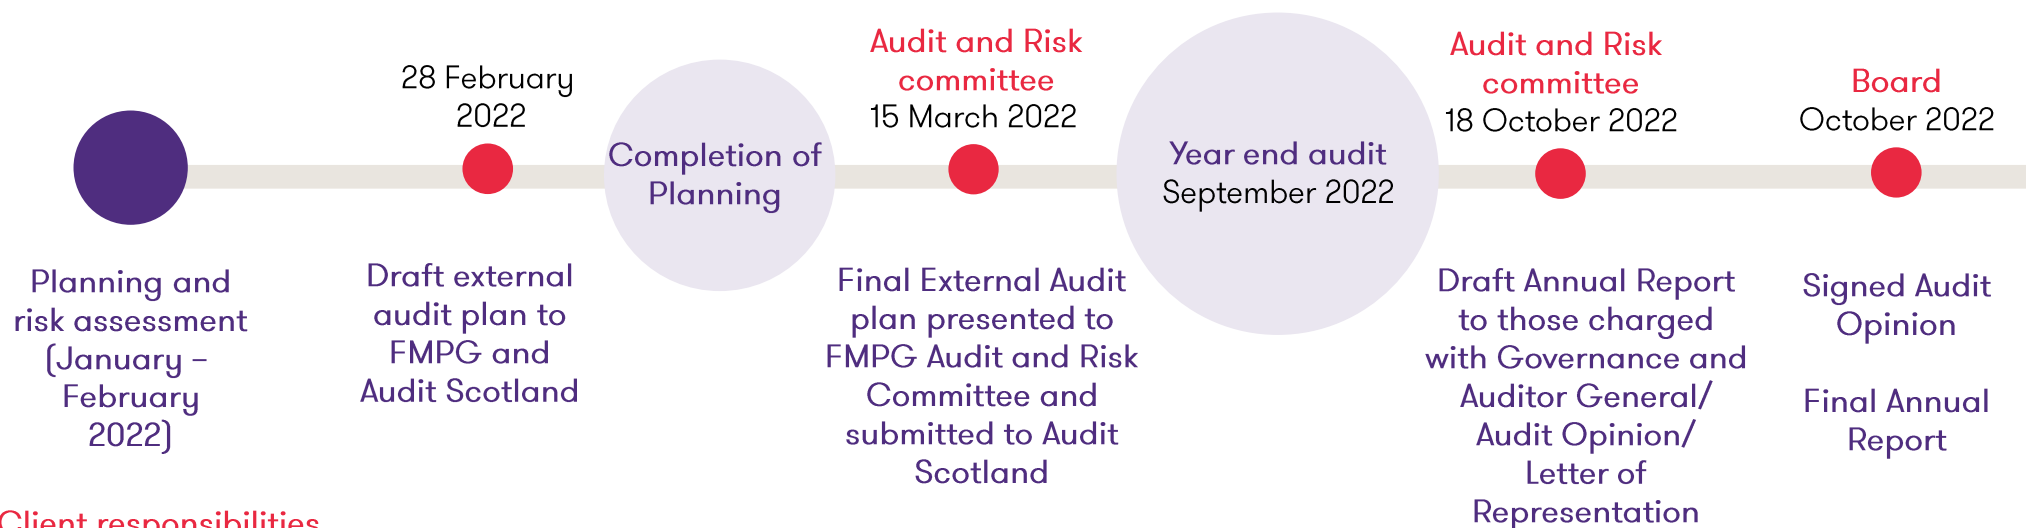 28 February
2022
Completion of
Planning
Audit and Risk
committee
15 March 2022
Year end audit
September 2022
Audit and Risk
committee
18 October 2022
Board
October 2022
Planning and
risk assessment
(January –
February
2022)
Draft external
audit plan to
FMPG and
Audit Scotland
Final External Audit
plan presented to
FMPG Audit and Risk
Committee and
submitted to Audit
Scotland
Draft Annual Report
to those charged
with Governance and
Auditor General/
Audit Opinion/
Letter of
Representation
Signed Audit
Opinion
Final Annual
Report
Client responsibilities